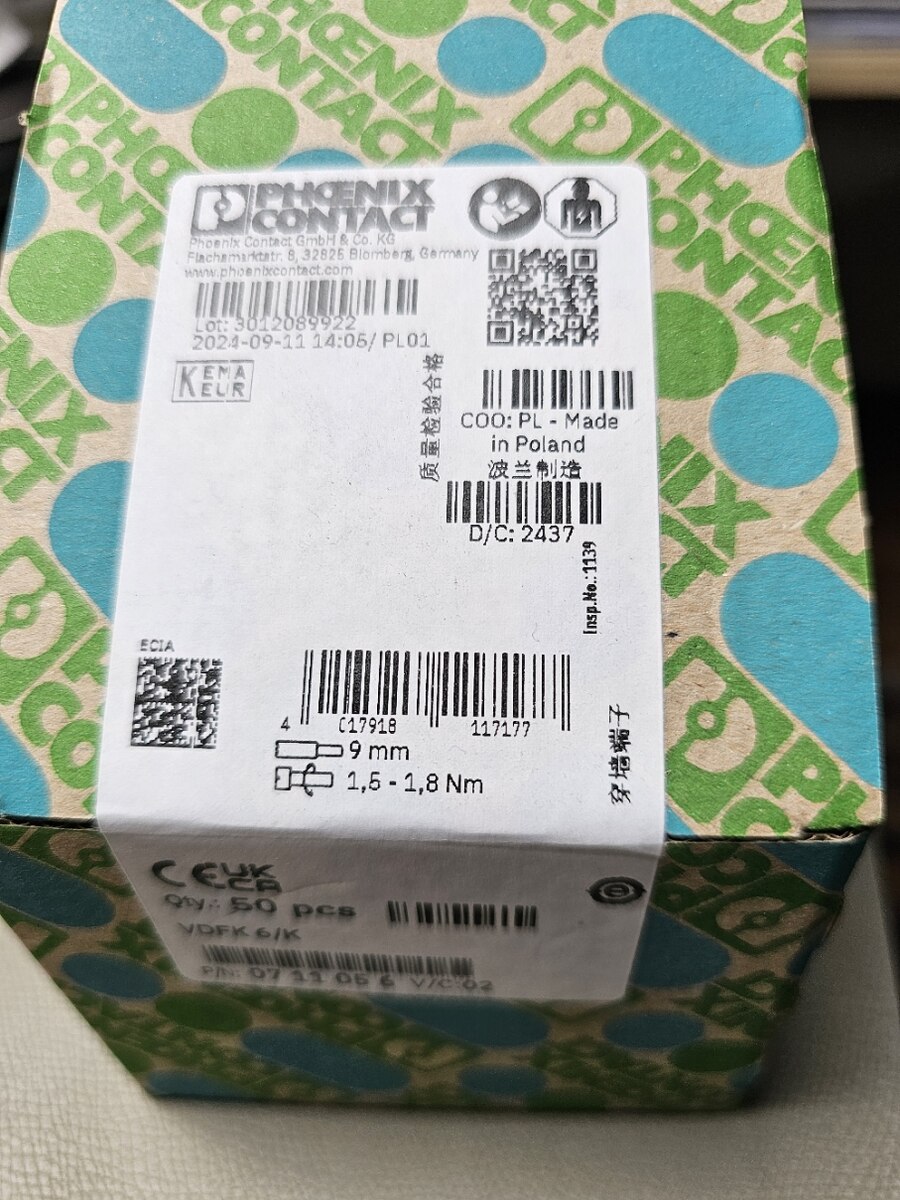 PHOENIX
CONTACT
Phoenix Contact GmbH & Co. KG
Flachsmarktstr. 8, 32825 Blomberg, Germany
www.phoenixcontact.com
Lot: 3012089922
2024-09-11 14:05/ PL01
KEMA
KEUR
质量检验合格
COO: PL - Made
in Poland
波兰制造
D/C: 2437
Insp.No.: 1139
ECIA
4 017918 117177
9 mm
1,5 - 1,8 Nm
穿墙端子
CE UK
CA
Qty.: 50 pcs
VDFK 6/K
P/N: 07 11 05 6 V/C:02